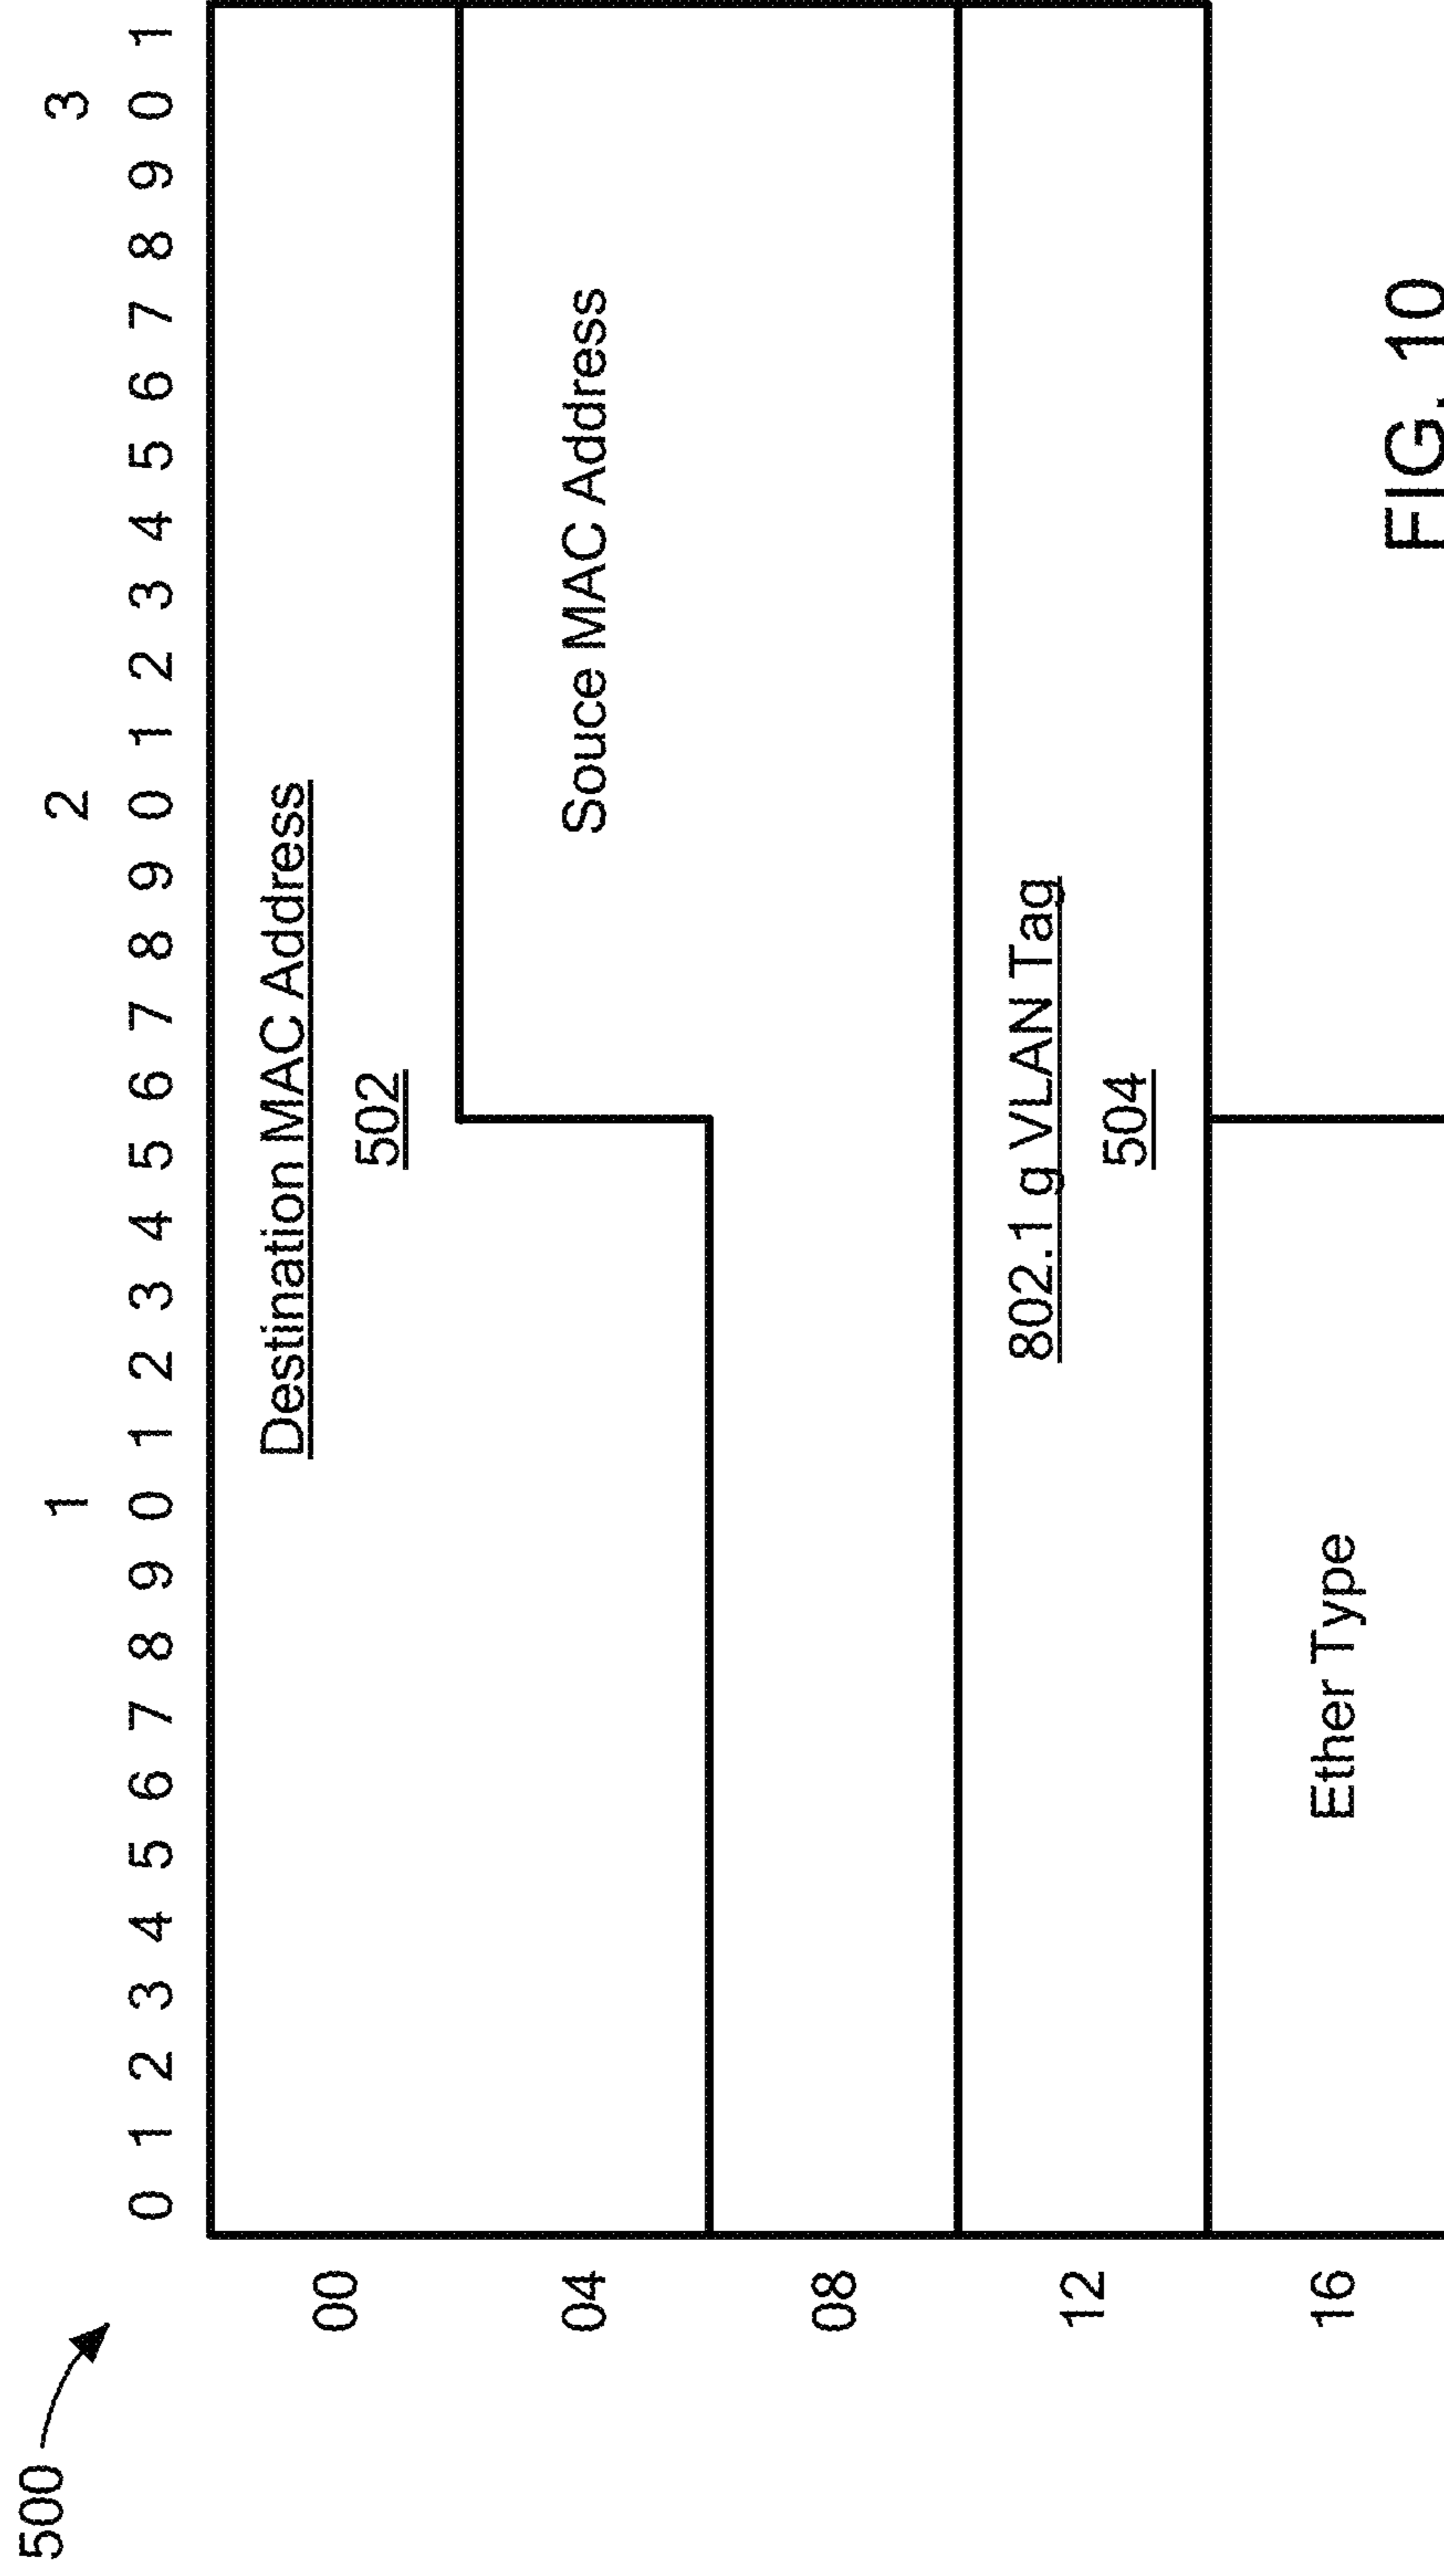 500
1 2 3
0 1 2 3 4 5 6 7 8 9 0 1 2 3 4 5 6 7 8 9 0 1 2 3 4 5 6 7 8 9 0 1
00
Destination MAC Address
502
04
Souce MAC Address
08
12
802.1 g VLAN Tag
504
16
Ether Type
FIG. 10